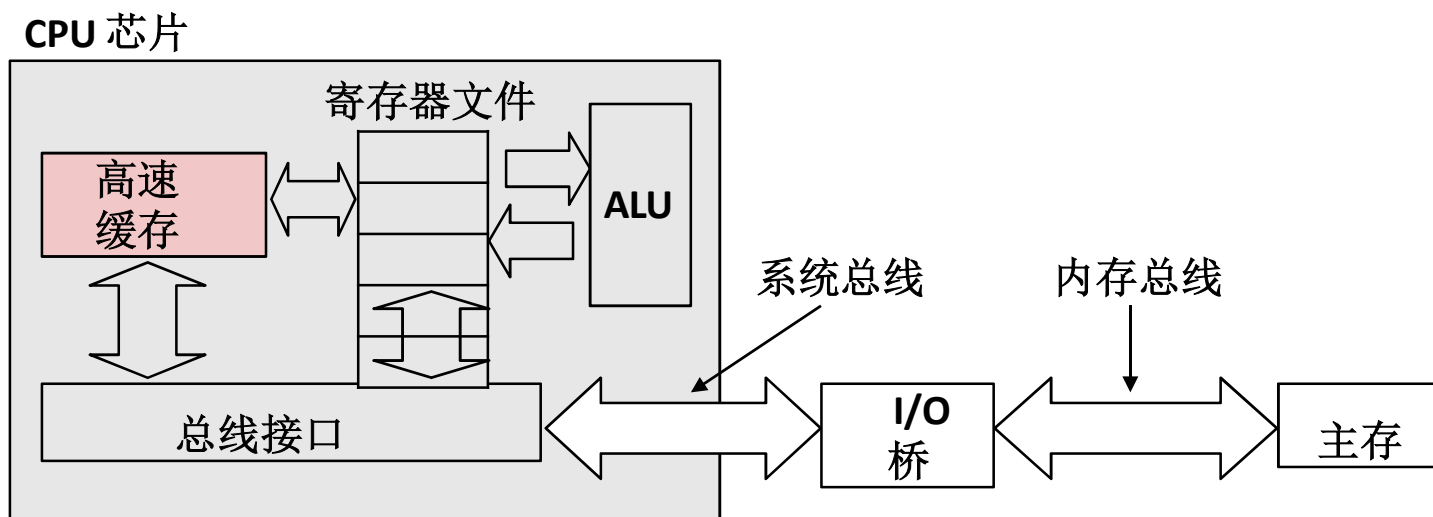 CPU 芯片
寄存器文件
高速
缓存
ALU
系统总线
内存总线
总线接口
I/O
桥
主存